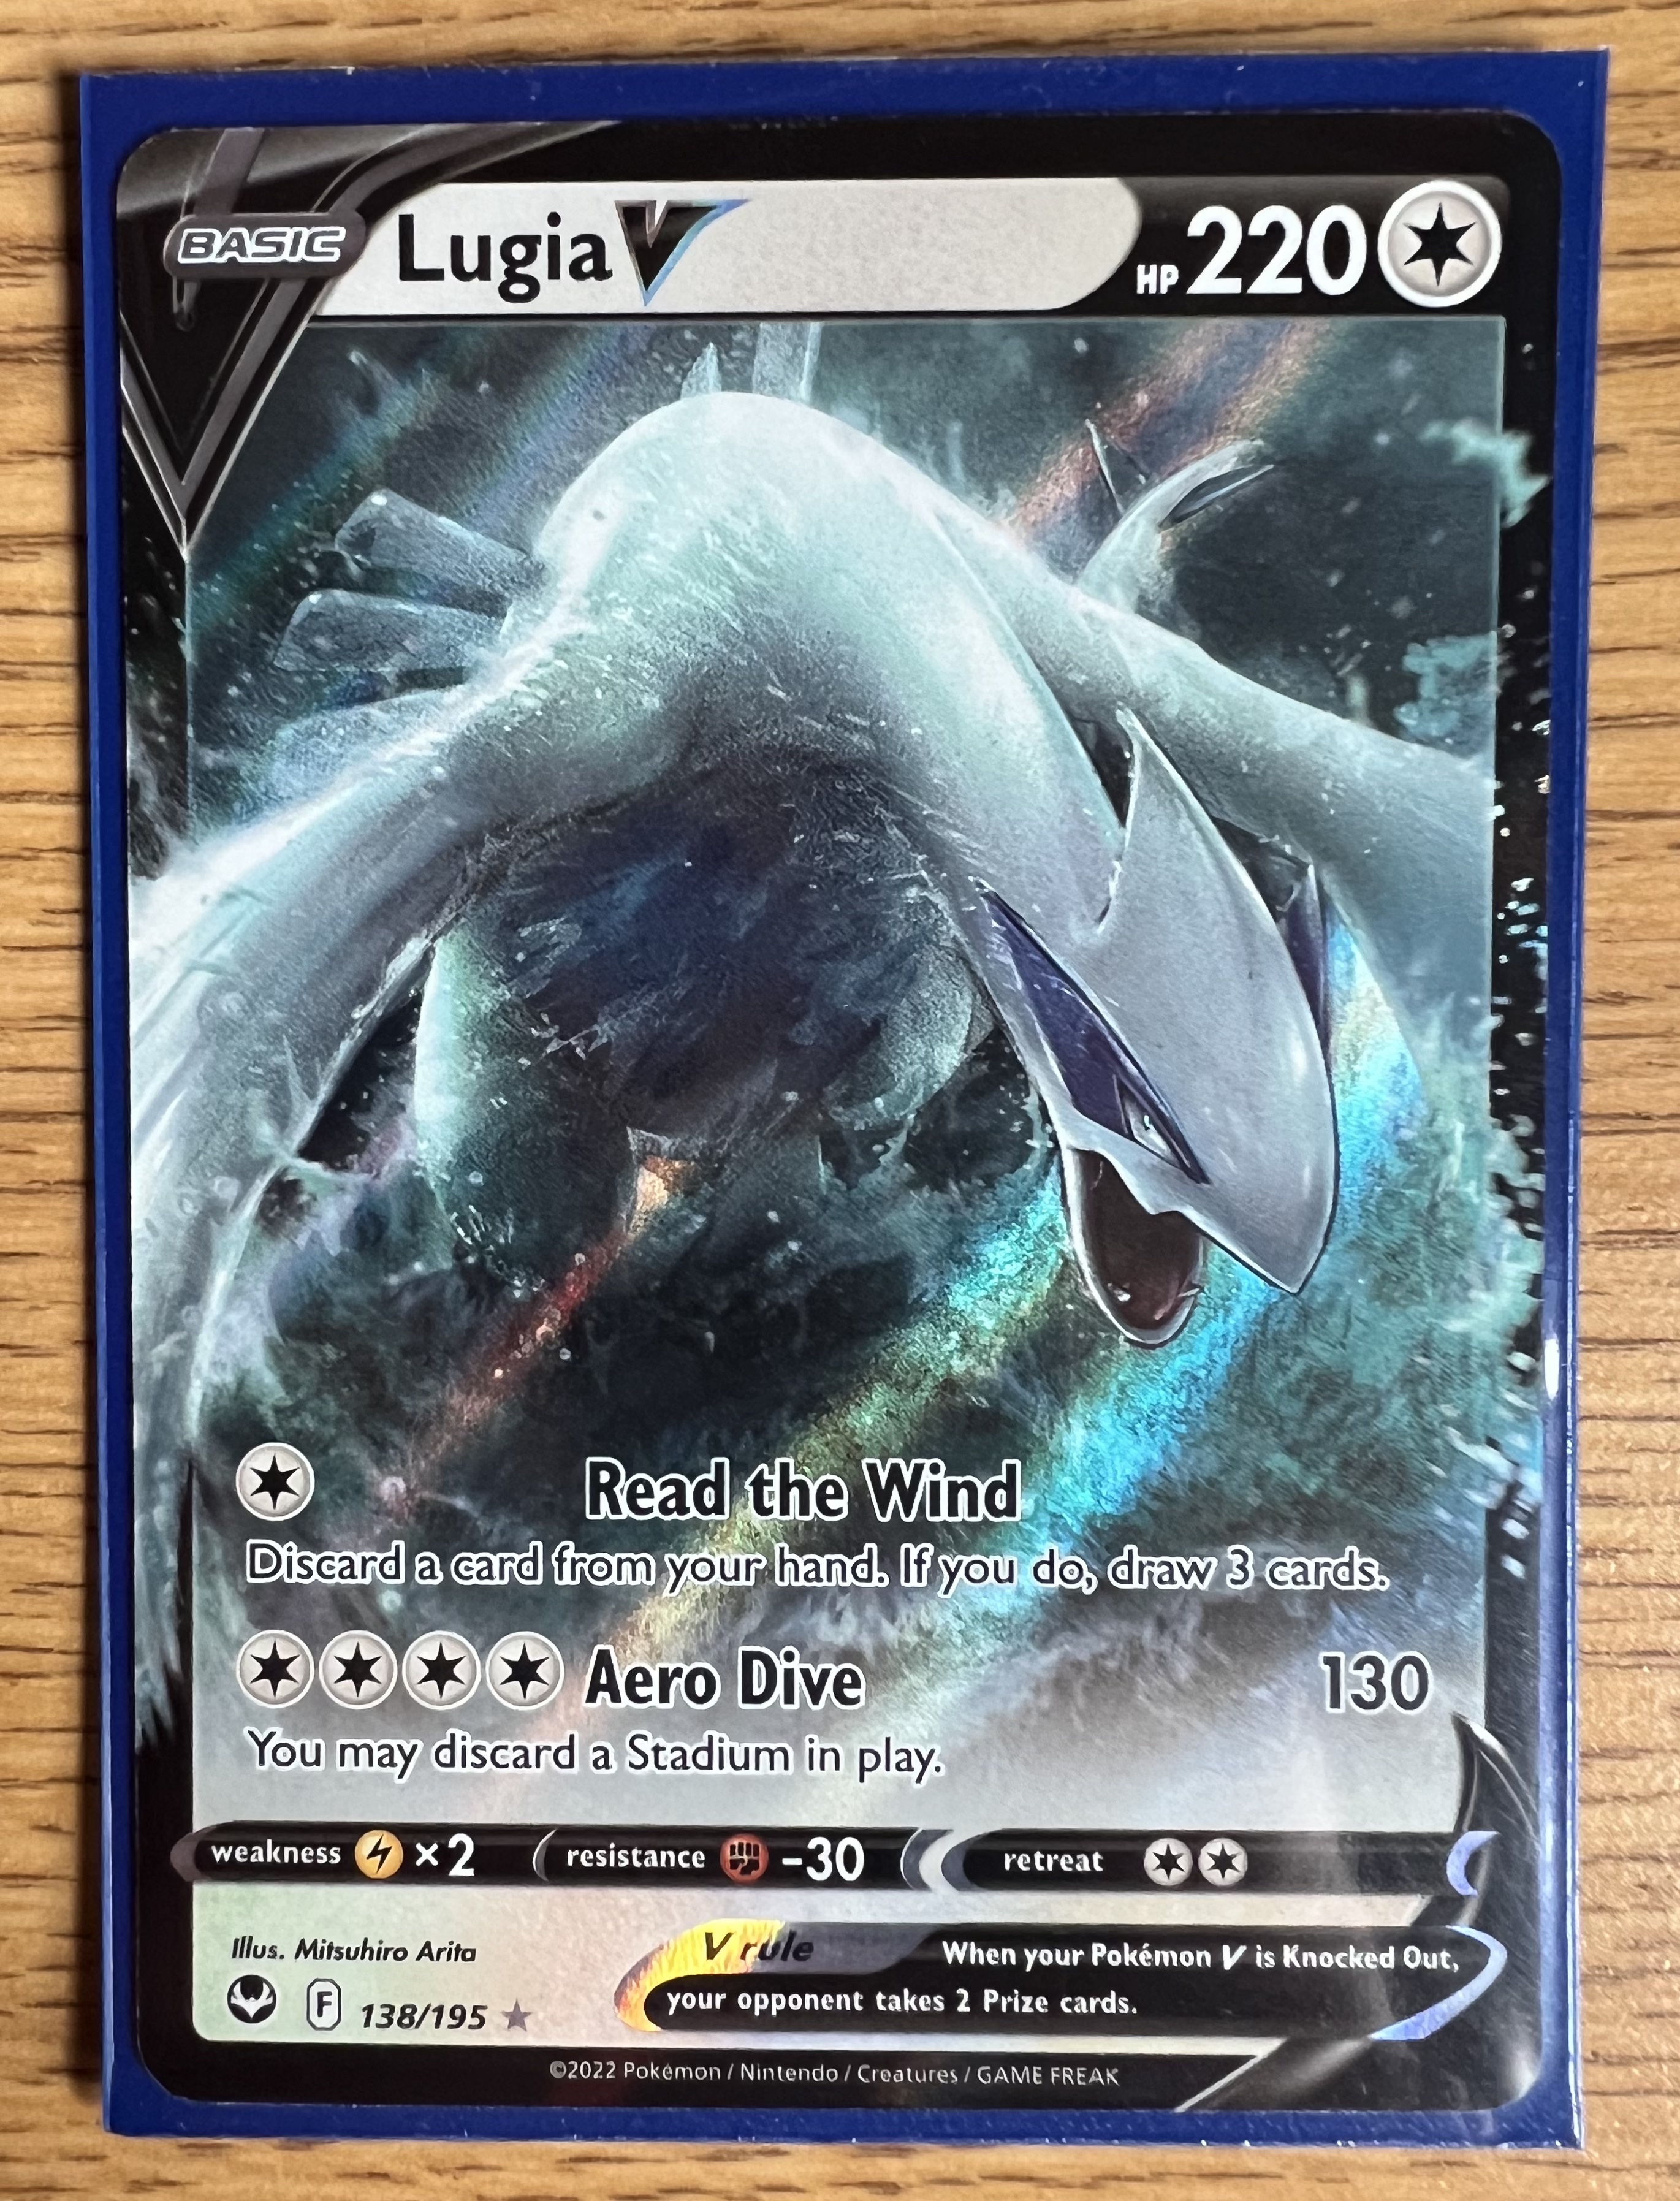 BASIC Lugia V HP 220
Read the Wind
Discard a card from your hand. If you do, draw 3 cards.
Aero Dive 130
You may discard a Stadium in play.
weakness ×2 resistance -30 retreat
Illus. Mitsuhiro Arita
V rule When your Pokémon V is Knocked Out,
your opponent takes 2 Prize cards.
F 138/195
©2022 Pokémon / Nintendo / Creatures / GAME FREAK